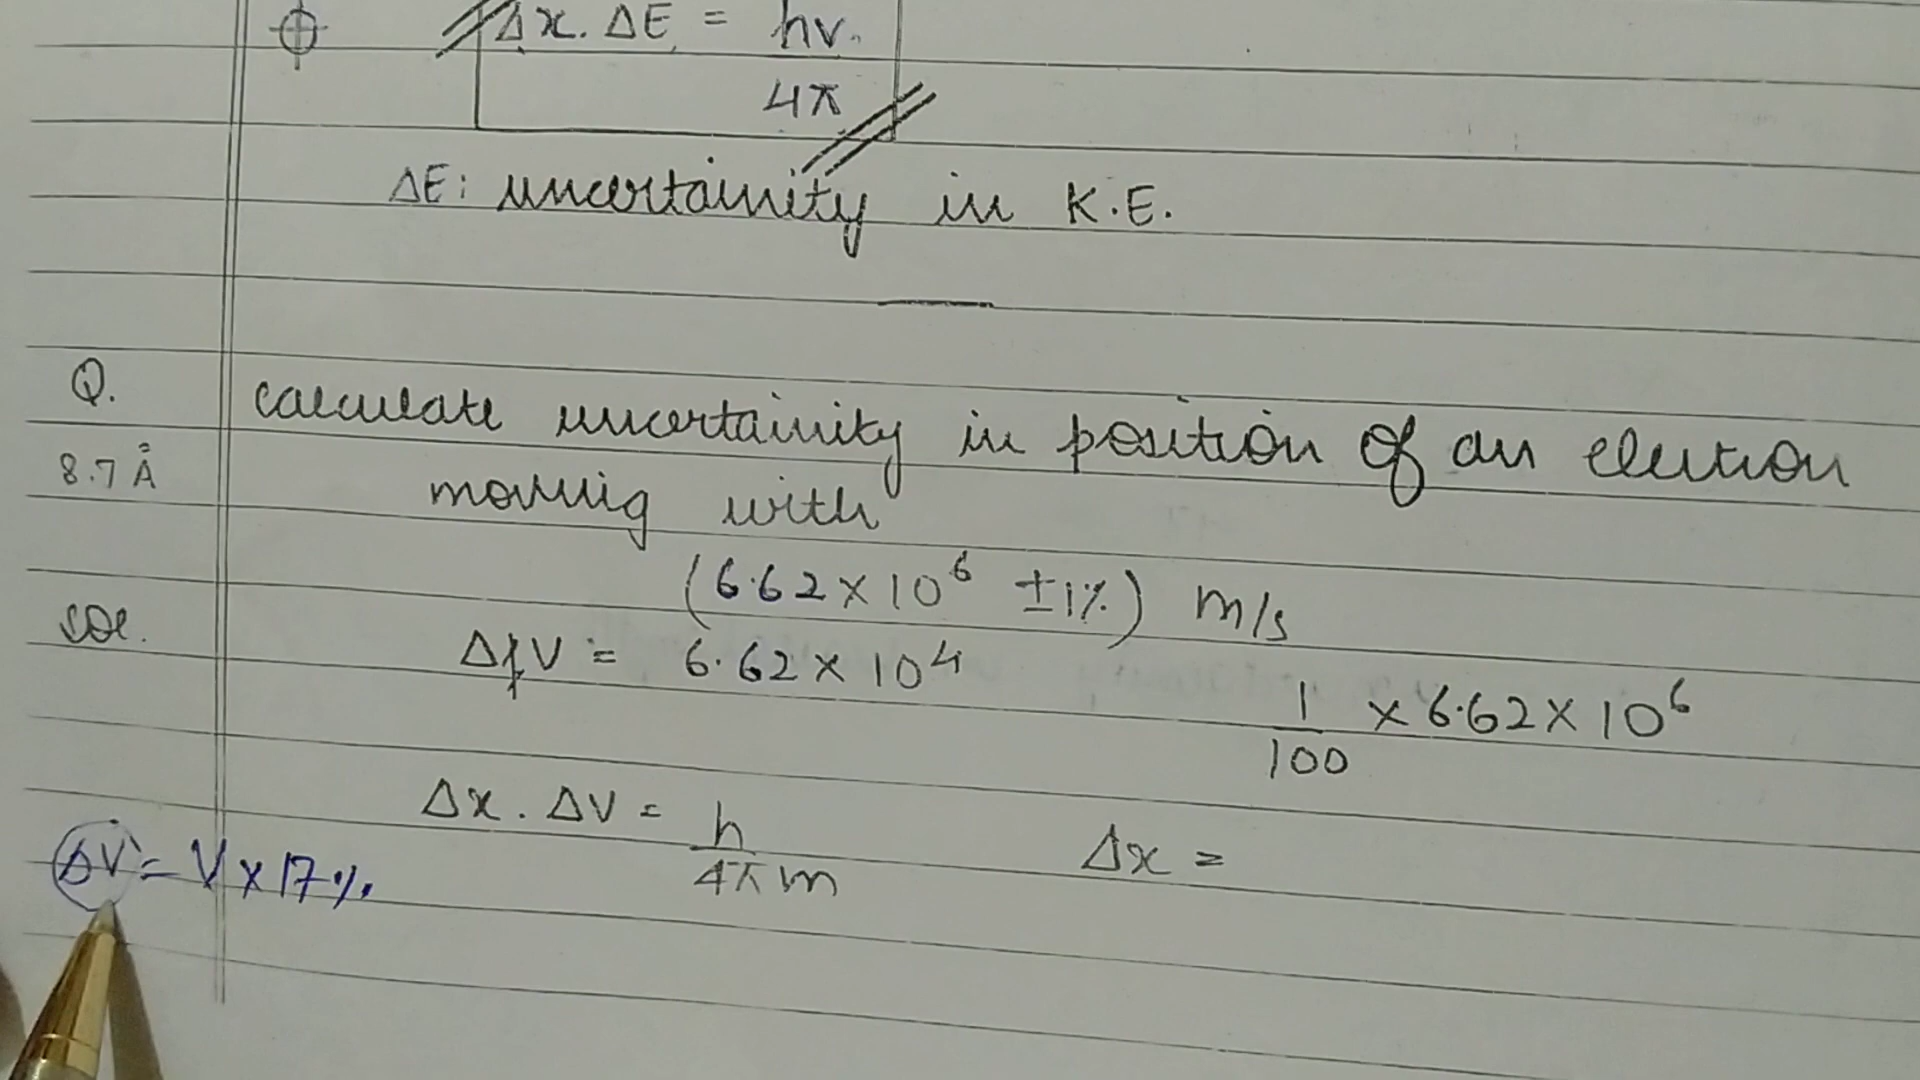 Δx. ΔE = hv.
4π
ΔE: uncertainity in K.E.
Q. calculate uncertainity in position of an electron
8.7 Å moving with
(6.62 × 10⁶ ±1%) m/s
sol. ΔV = 6.62 × 10⁴
1/100 × 6.62 × 10⁶
Δx . ΔV = h/4πm Δx =
ΔV = V × 17%